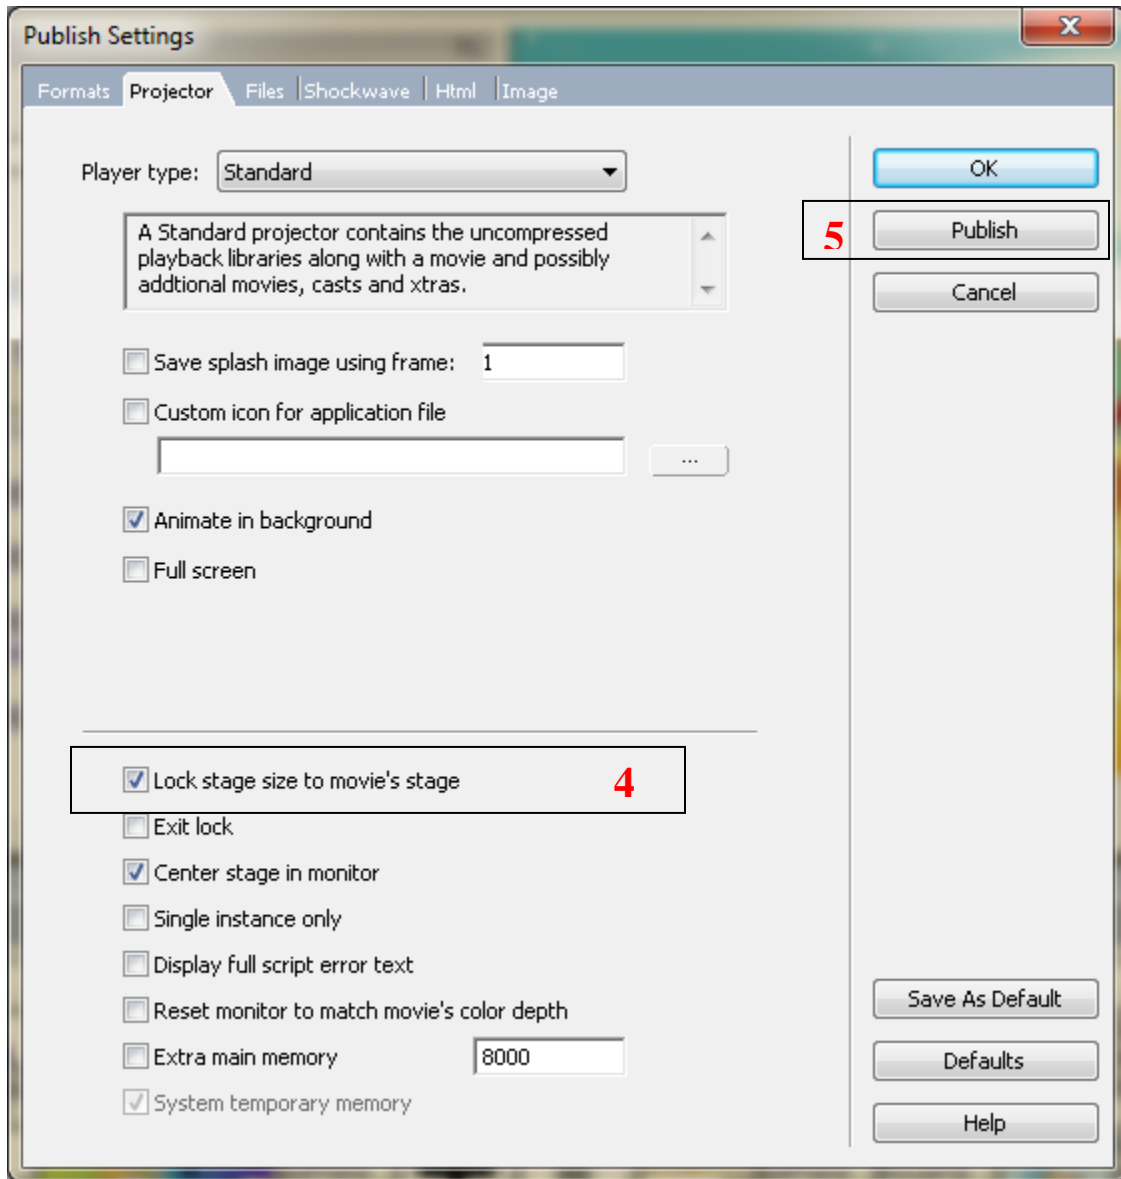 Publish Settings
x
Formats Projector Files Shockwave Html Image
Player type: Standard
A Standard projector contains the uncompressed
playback libraries along with a movie and possibly
addtional movies, casts and xtras.
Save splash image using frame: 1
Custom icon for application file
...
Animate in background
Full screen
Lock stage size to movie's stage 4
Exit lock
Center stage in monitor
Single instance only
Display full script error text
Reset monitor to match movie's color depth
Extra main memory 8000
System temporary memory
OK
5 Publish
Cancel
Save As Default
Defaults
Help